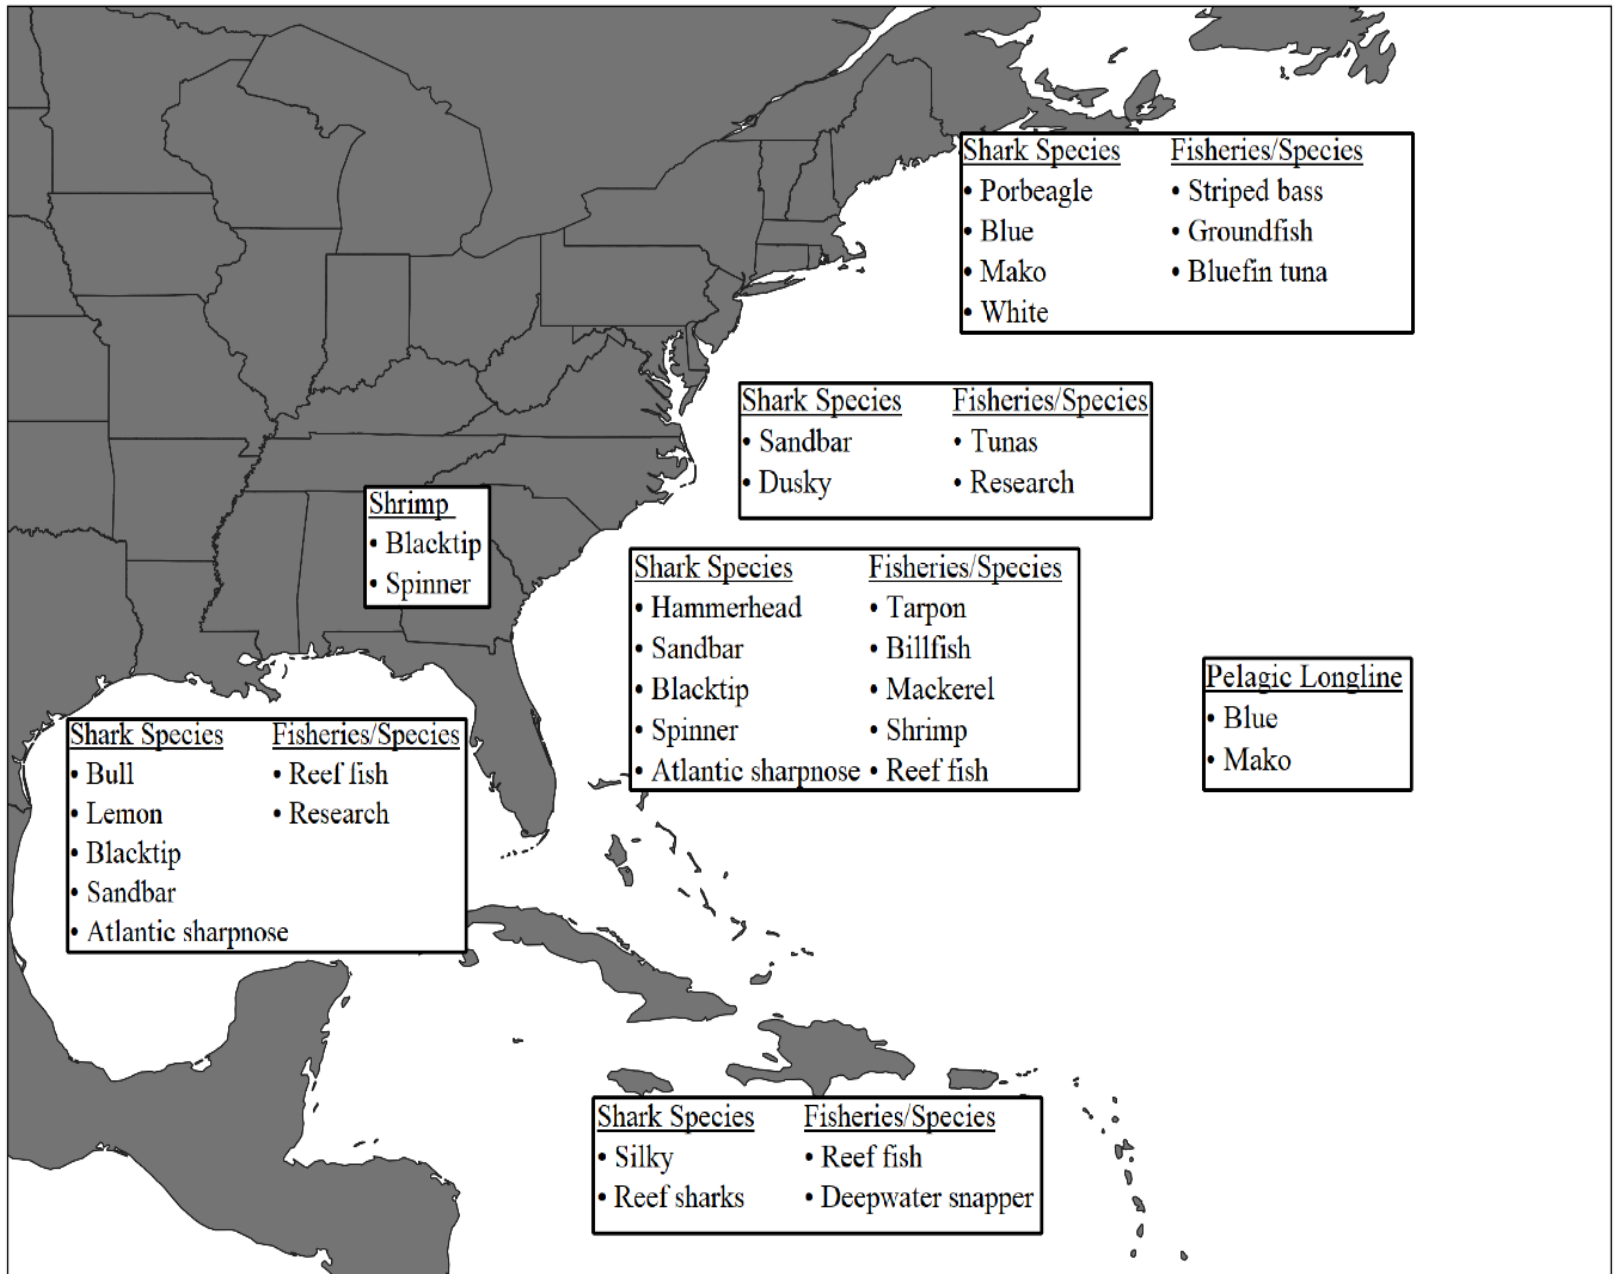 Shark Species Fisheries/Species
• Porbeagle • Striped bass
• Blue • Groundfish
• Mako • Bluefin tuna
• White
Shark Species Fisheries/Species
• Sandbar • Tunas
• Dusky • Research
Shrimp
• Blacktip
• Spinner
Shark Species Fisheries/Species
• Hammerhead • Tarpon
• Sandbar • Billfish
• Blacktip • Mackerel
• Spinner • Shrimp
• Atlantic sharpnose • Reef fish
Pelagic Longline
• Blue
• Mako
Shark Species Fisheries/Species
• Bull • Reef fish
• Lemon • Research
• Blacktip
• Sandbar
• Atlantic sharpnose
Shark Species Fisheries/Species
• Silky • Reef fish
• Reef sharks • Deepwater snapper